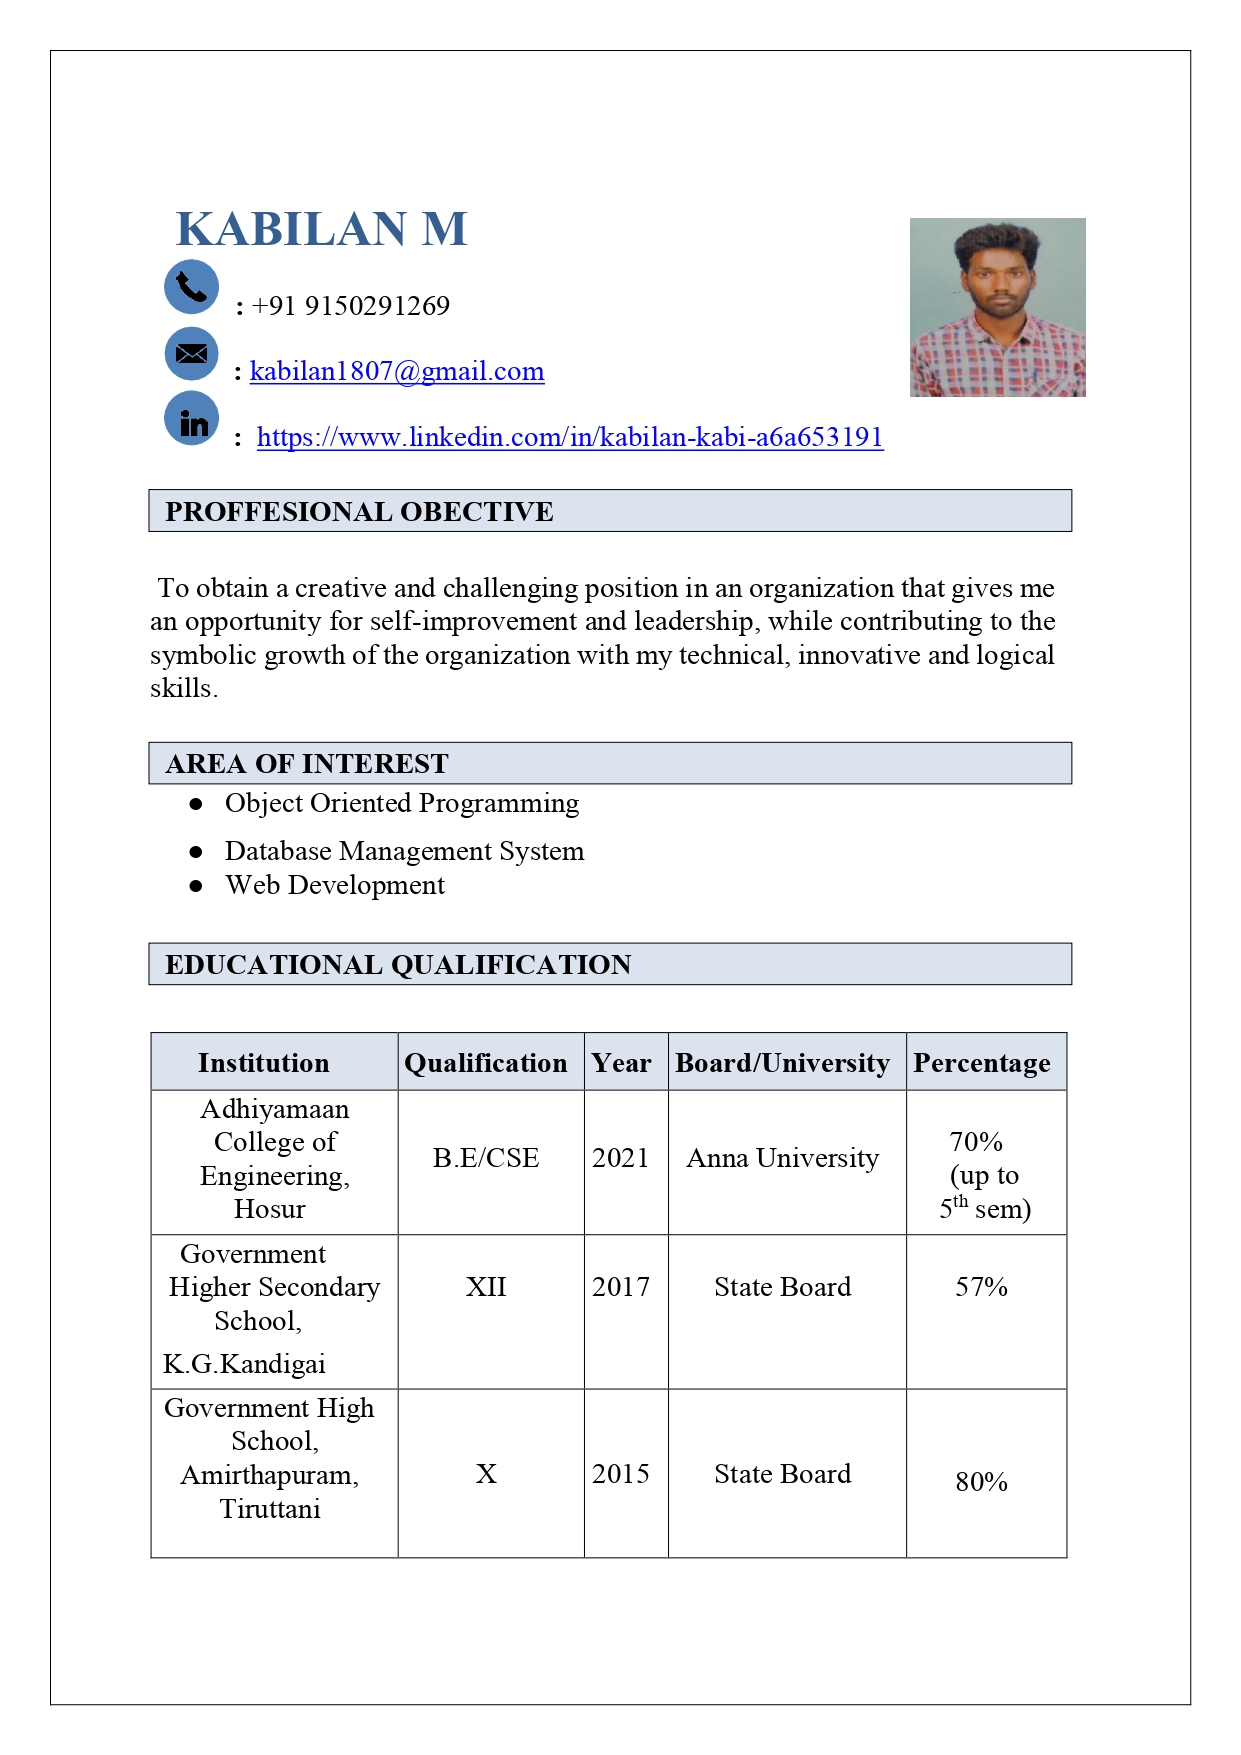 KABILAN M
: +91 9150291269
: kabilan1807@gmail.com
in
: https://www.linkedin.com/in/kabilan-kabi-a6a653191
PROFFESIONAL OBECTIVE
To obtain a creative and challenging position in an organization that gives me
an opportunity for self-improvement and leadership, while contributing to the
symbolic growth of the organization with my technical, innovative and logical
skills.
AREA OF INTEREST
● Object Oriented Programming
● Database Management System
● Web Development
EDUCATIONAL QUALIFICATION
Institution Qualification Year Board/University Percentage
Adhiyamaan
College of
Engineering,
Hosur
B.E/CSE 2021 Anna University
70%
(up to
5th sem)
Government
Higher Secondary
School,
K.G.Kandigai
XII 2017 State Board 57%
Government High
School,
Amirthapuram,
Tiruttani
X 2015 State Board 80%